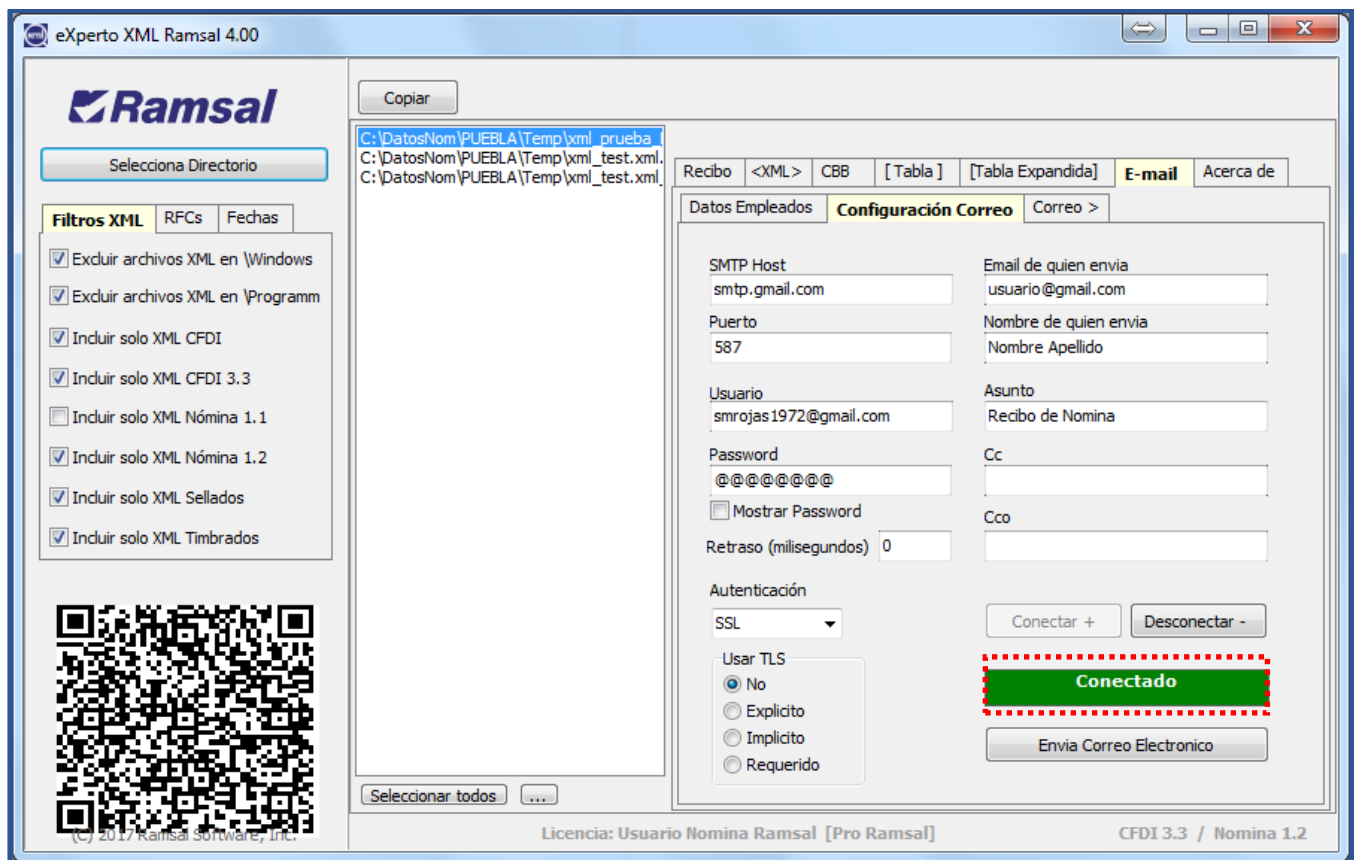 eXperto XML Ramsal 4.00
Ramsal
Selecciona Directorio
Filtros XML RFCs Fechas
Excluir archivos XML en \Windows
Excluir archivos XML en \Programm
Incluir solo XML CFDI
Incluir solo XML CFDI 3.3
Incluir solo XML Nómina 1.1
Incluir solo XML Nómina 1.2
Incluir solo XML Sellados
Incluir solo XML Timbrados
(C) 2017 Ramsal Software, Inc.
Copiar
C:\DatosNom\PUEBLA\Temp\xml_prueba
C:\DatosNom\PUEBLA\Temp\xml_test.xml.
C:\DatosNom\PUEBLA\Temp\xml_test.xml
Seleccionar todos ...
Recibo <XML> CBB [ Tabla ] [Tabla Expandida] E-mail Acerca de
Datos Empleados Configuración Correo Correo >
SMTP Host
smtp.gmail.com
Puerto
587
Usuario
smrojas1972@gmail.com
Password
@@@@@@@@
Mostrar Password
Retraso (milisegundos) 0
Autenticación
SSL
Usar TLS
No
Explicito
Implicito
Requerido
Email de quien envia
usuario@gmail.com
Nombre de quien envia
Nombre Apellido
Asunto
Recibo de Nomina
Cc
Cco
Conectar + Desconectar -
Conectado
Envia Correo Electronico
Licencia: Usuario Nomina Ramsal [Pro Ramsal] CFDI 3.3 / Nomina 1.2